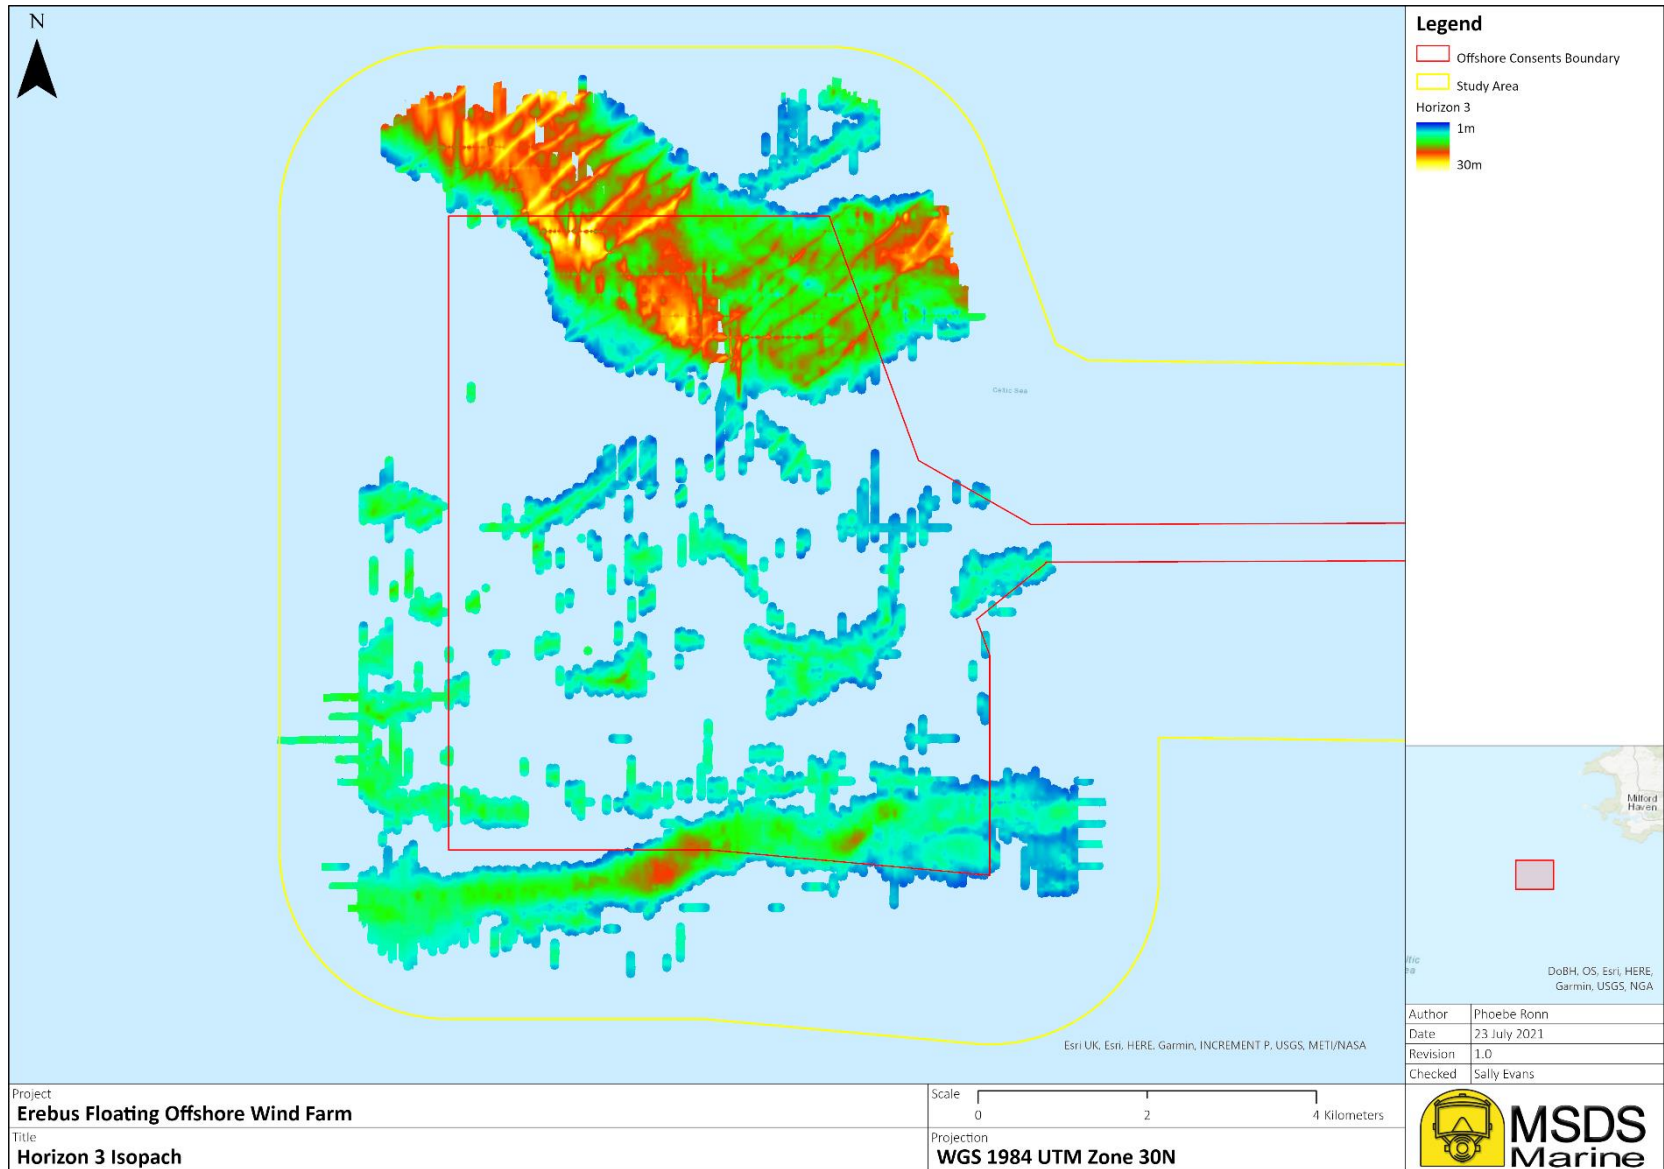 N
Celtic Sea
Esri UK, Esri, HERE, Garmin, INCREMENT P, USGS, METI/NASA
Legend
Offshore Consents Boundary
Study Area
Horizon 3
1m
30m
Milford
Haven
DoBH, OS, Esri, HERE,
Garmin, USGS, NGA
Author Phoebe Ronn
Date 23 July 2021
Revision 1.0
Checked Sally Evans
Project
Erebus Floating Offshore Wind Farm
Title
Horizon 3 Isopach
Scale
0 2 4 Kilometers
Projection
WGS 1984 UTM Zone 30N
MSDS
Marine